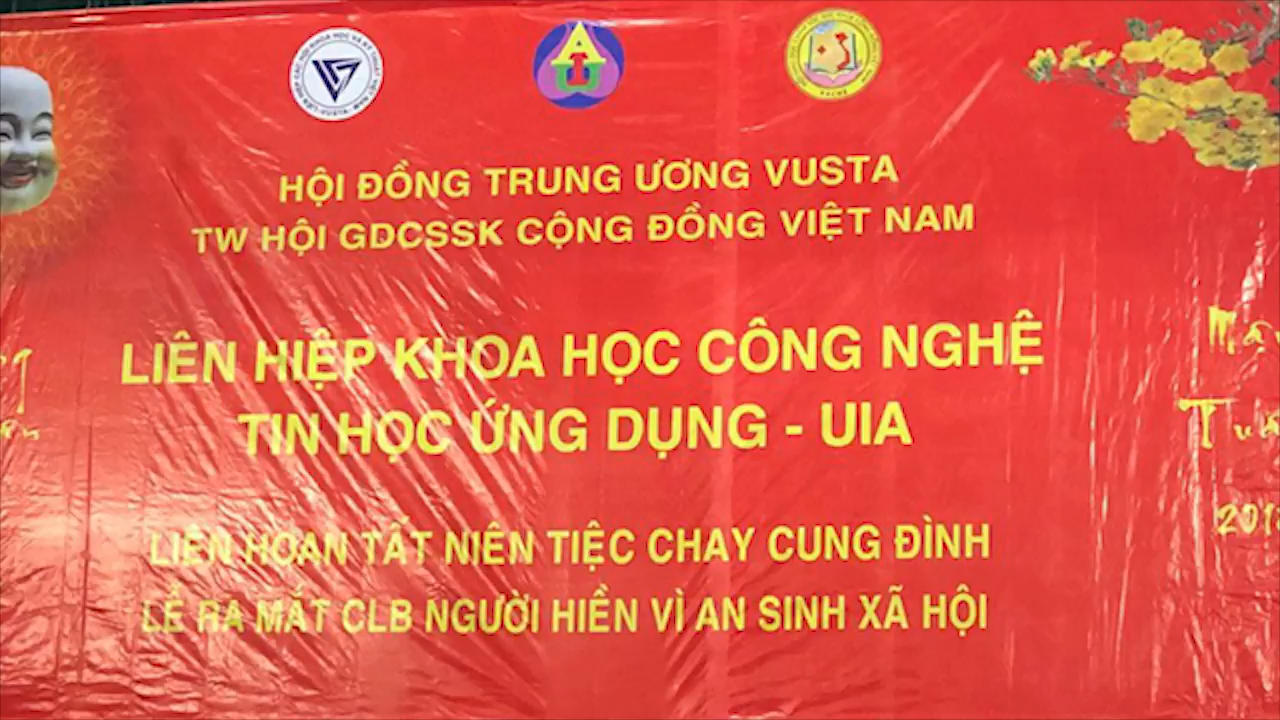 HỘI ĐỒNG TRUNG ƯƠNG VUSTA
TW HỘI GDCSSK CỘNG ĐỒNG VIỆT NAM
LIÊN HIỆP KHOA HỌC CÔNG NGHỆ
TIN HỌC ỨNG DỤNG - UIA
LIÊN HOAN TẤT NIÊN TIỆC CHAY CUNG ĐÌNH
LỄ RA MẮT CLB NGƯỜI HIỀN VÌ AN SINH XÃ HỘI